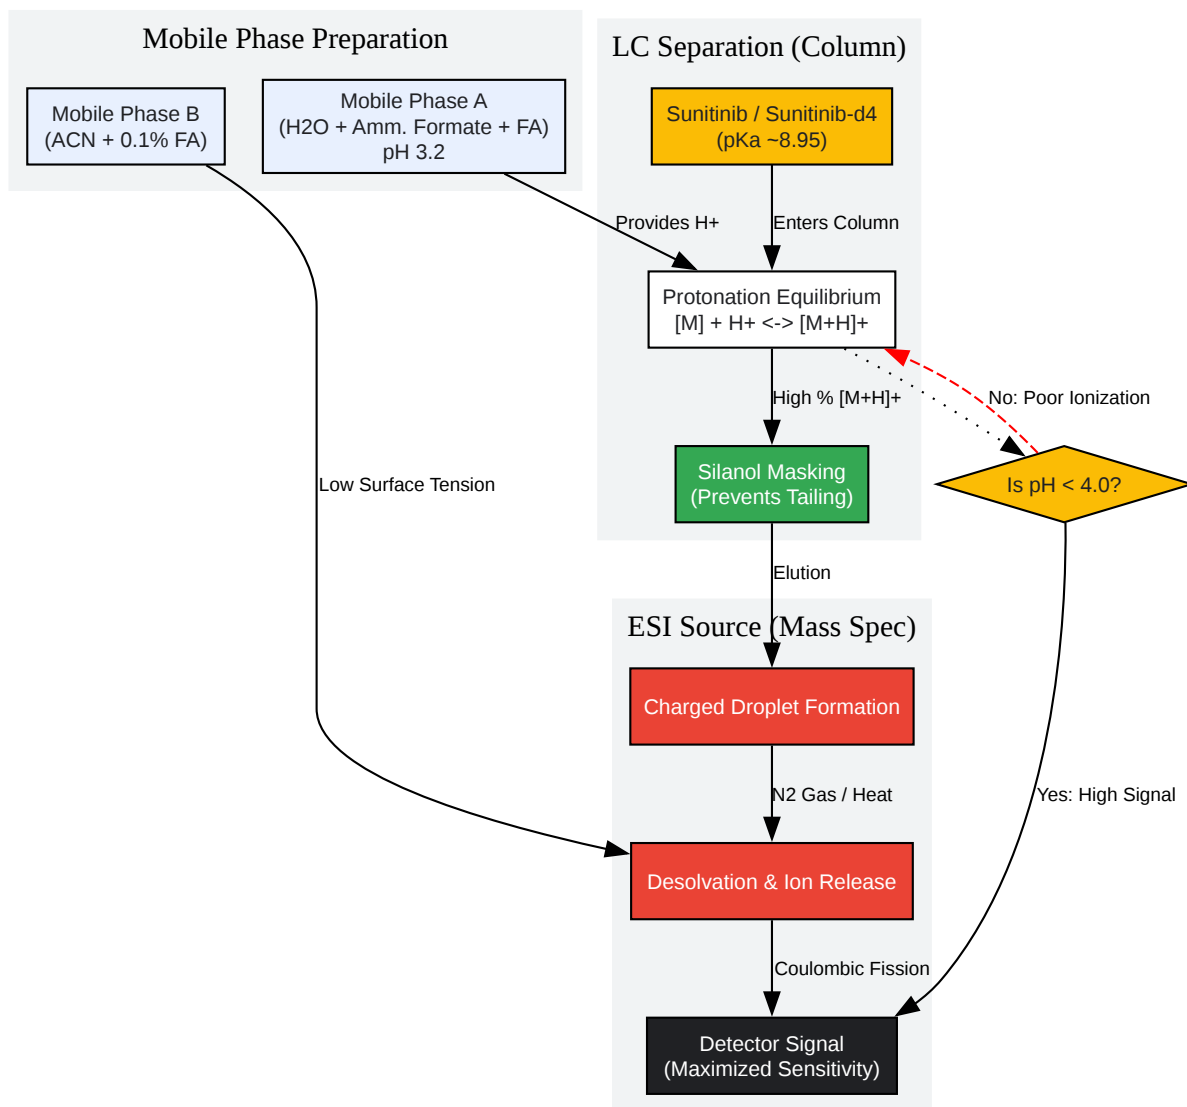 Mobile Phase Preparation
Mobile Phase B
(ACN + 0.1% FA)
Mobile Phase A
(H2O + Amm. Formate + FA)
pH 3.2
LC Separation (Column)
Sunitinib / Sunitinib-d4
(pKa ~8.95)
Provides H+
Enters Column
Protonation Equilibrium
[M] + H+ <-> [M+H]+
High % [M+H]+
No: Poor Ionization
Silanol Masking
(Prevents Tailing)
Is pH < 4.0?
Low Surface Tension
Elution
ESI Source (Mass Spec)
Charged Droplet Formation
N2 Gas / Heat
Yes: High Signal
Desolvation & Ion Release
Coulombic Fission
Detector Signal
(Maximized Sensitivity)